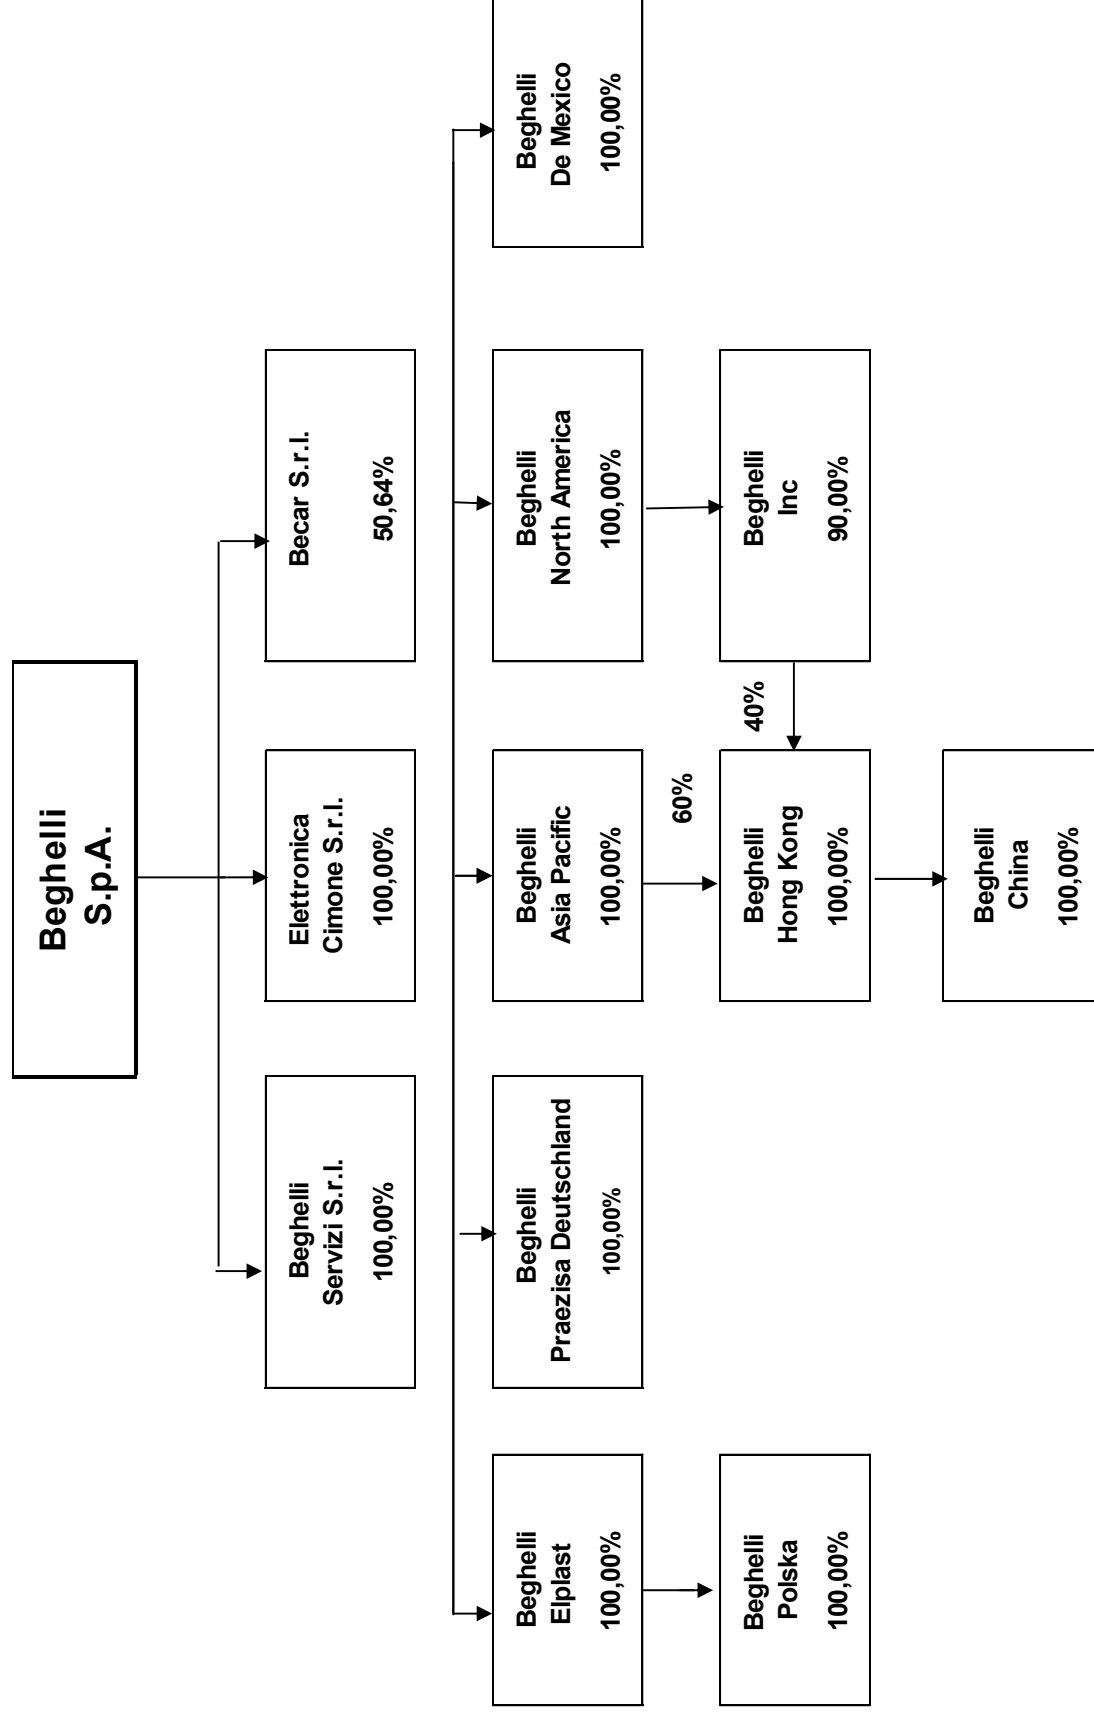 Beghelli
S.p.A.
Beghelli
Servizi S.r.l.
100,00%
Elettronica
Cimone S.r.l.
100,00%
Becar S.r.l.
50,64%
Beghelli
Elplast
100,00%
Beghelli
Praezisa Deutschland
100,00%
Beghelli
Asia Pacific
100,00%
Beghelli
North America
100,00%
Beghelli
De Mexico
100,00%
60%
40%
Beghelli
Polska
100,00%
Beghelli
Hong Kong
100,00%
Beghelli
Inc
90,00%
Beghelli
China
100,00%